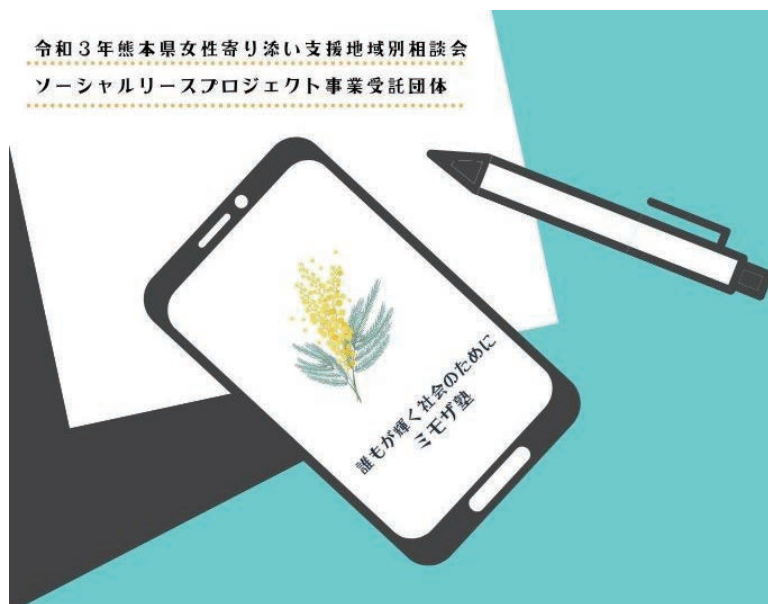 令和３年熊本県女性寄り添い支援地域別相談会
ソーシャルリースプロジェクト事業受託団体
誰もが輝く社会のために
ミモザ塾